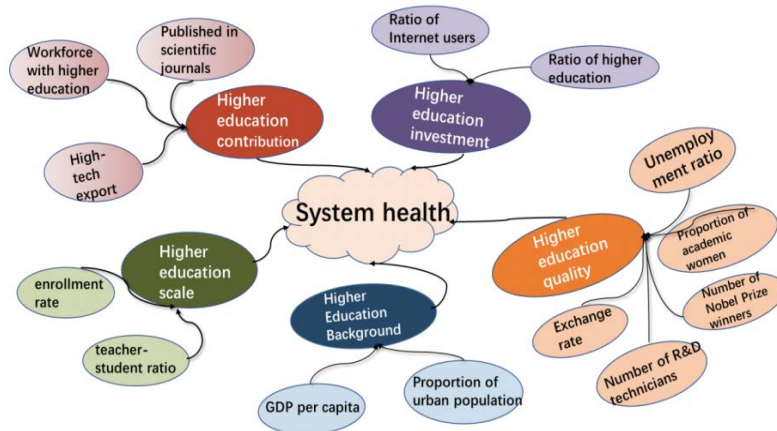 Workforce
with higher
education
Published in
scientific
journals
High-
tech
export
Higher
education
contribution
Ratio of
Internet users
Ratio of higher
education
Higher
education
investment
System health
Unemploy
ment ratio
Proportion of
academic
women
Number of
Nobel Prize
winners
Number of R&D
technicians
Exchange
rate
Higher
education
quality
Higher
education
scale
enrollment
rate
teacher-
student ratio
Higher
Education
Background
GDP per capita
Proportion of
urban population